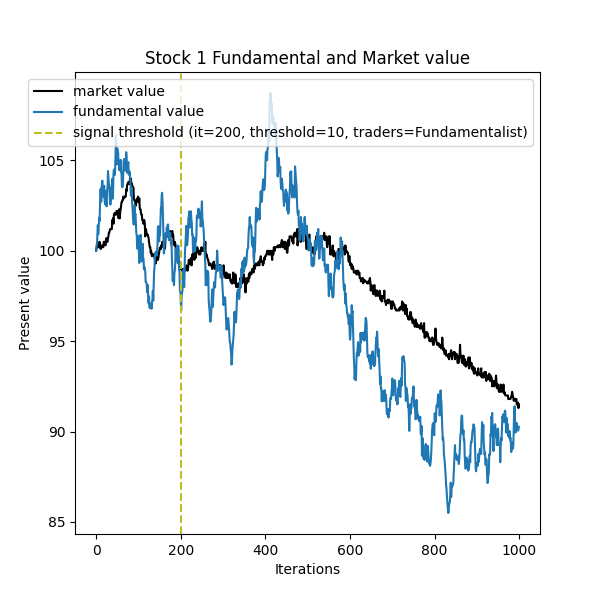 Stock 1 Fundamental and Market value
market value
fundamental value
signal threshold (it=200, threshold=10, traders=Fundamentalist)
105
100
95
90
85
Present value
0 200 400 600 800 1000
Iterations